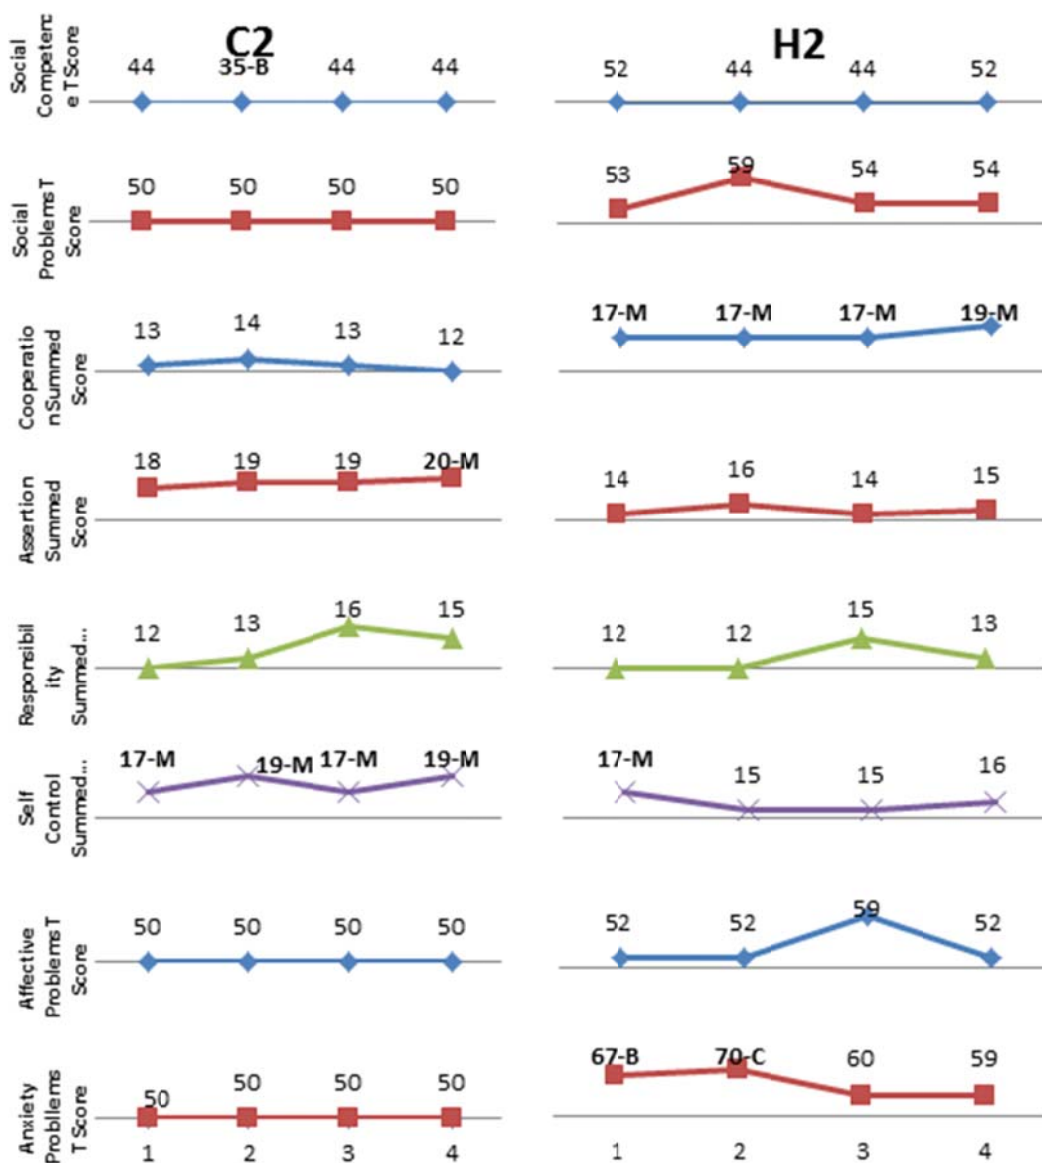 C2
H2
Social
Competenc
e T Score
44 35-B 44 44
52 44 44 52
Social
Problems T
Score
50 50 50 50
53 59 54 54
Cooperatio
n Summed
Score
13 14 13 12
17-M 17-M 17-M 19-M
Assertion
Summed
Score
18 19 19 20-M
14 16 14 15
Responsibil
ity
Summed...
12 13 16 15
12 12 15 13
Self
Control
Summed...
17-M 19-M 17-M 19-M
17-M 15 15 16
Affective
Problems T
Score
50 50 50 50
52 52 59 52
Anxiety
Probllems
T Score
50 50 50 50
67-B 70-C 60 59
1 2 3 4
1 2 3 4